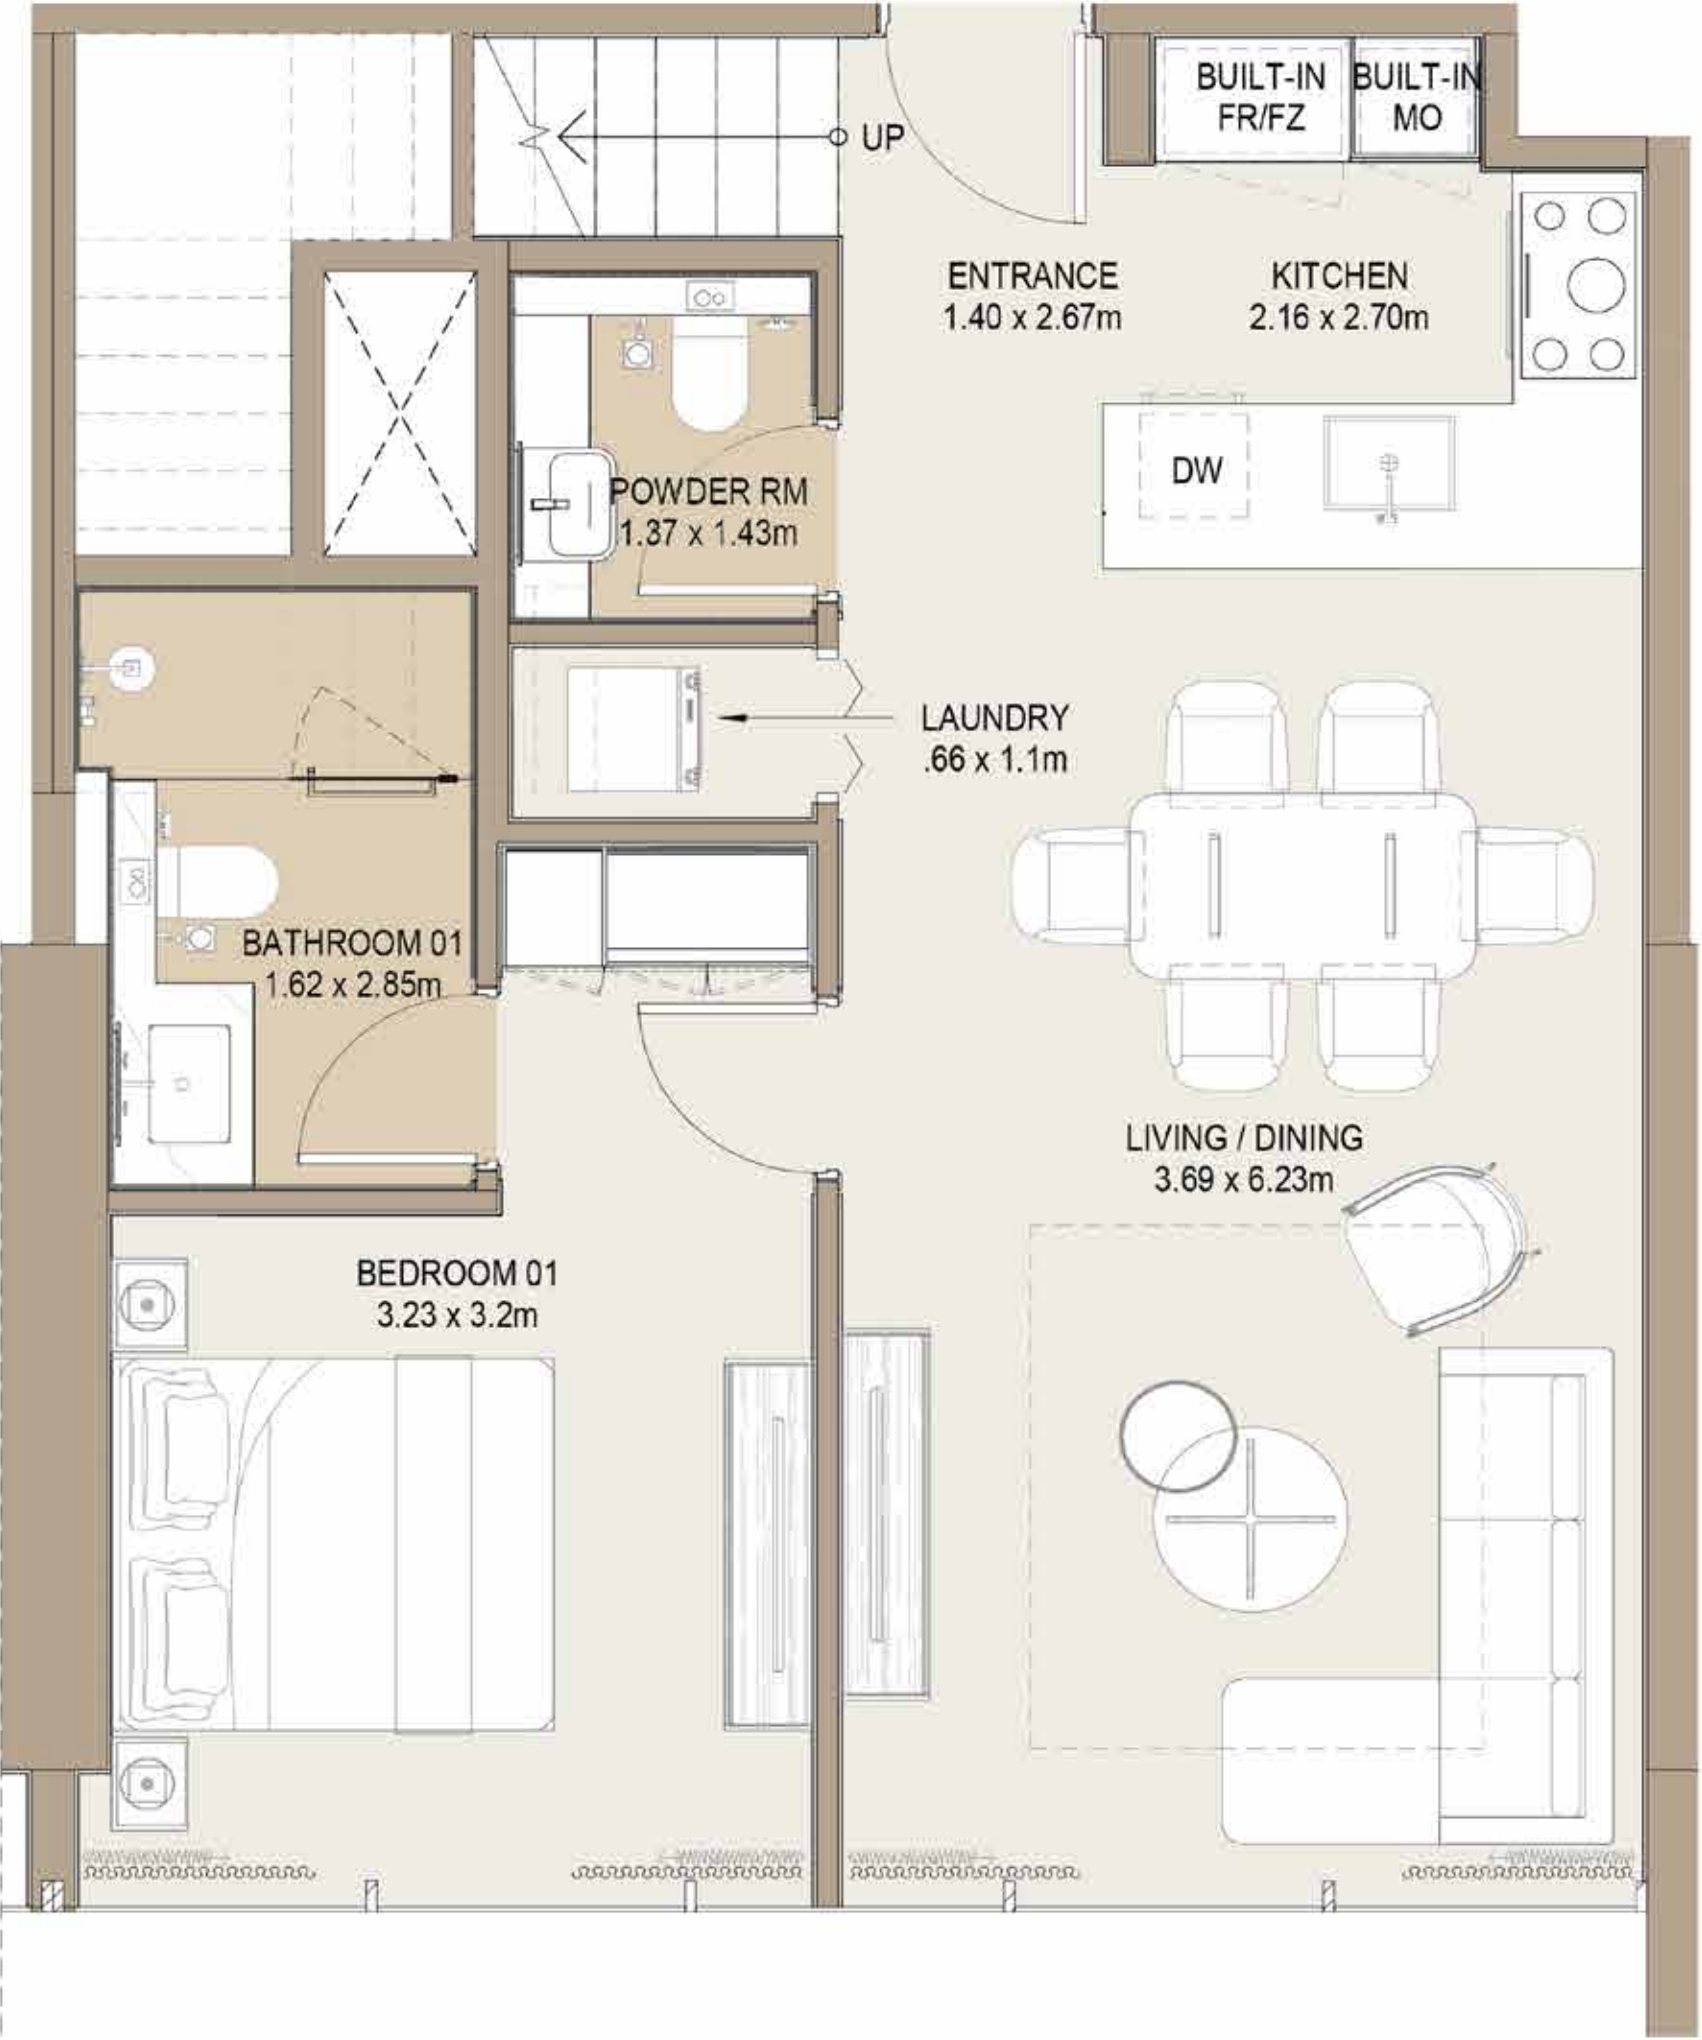 BUILT-IN
FR/FZ
BUILT-IN
MO
UP
ENTRANCE
1.40 x 2.67m
KITCHEN
2.16 x 2.70m
DW
POWDER RM
1.37 x 1.43m
LAUNDRY
.66 x 1.1m
BATHROOM 01
1.62 x 2.85m
LIVING / DINING
3.69 x 6.23m
BEDROOM 01
3.23 x 3.2m